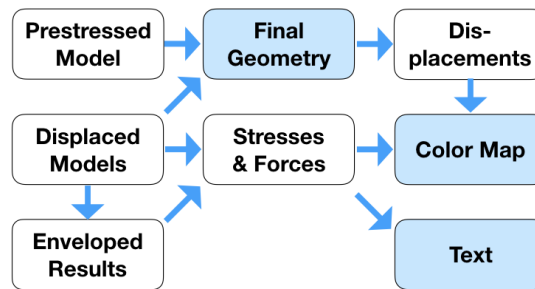 Prestressed
Model
Final
Geometry
Dis-
placements
Displaced
Models
Stresses
& Forces
Color Map
Enveloped
Results
Text